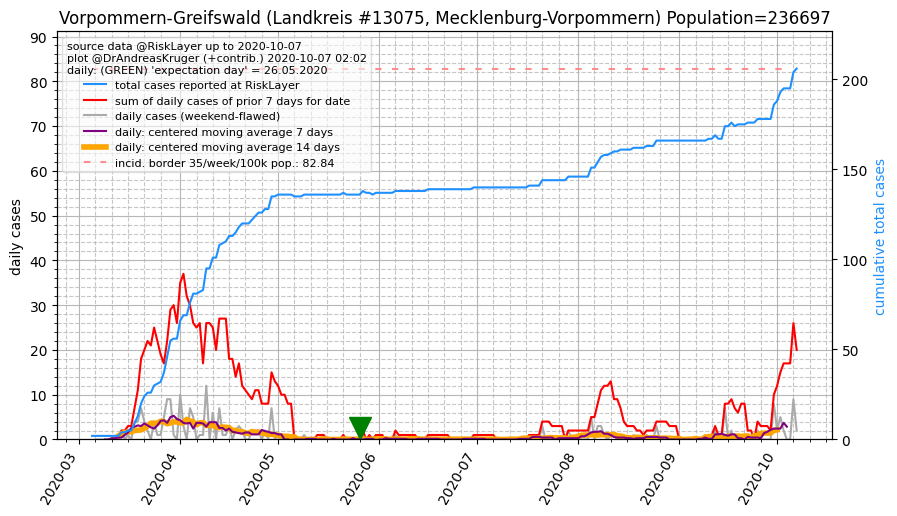 Vorpommern-Greifswald (Landkreis #13075, Mecklenburg-Vorpommern) Population=236697
source data @RiskLayer up to 2020-10-07
plot @DrAndreasKruger (+contrib.) 2020-10-07 02:02
daily: (GREEN) 'expectation day' = 26.05.2020
total cases reported at RiskLayer
sum of daily cases of prior 7 days for date
daily cases (weekend-flawed)
daily: centered moving average 7 days
daily: centered moving average 14 days
incid. border 35/week/100k pop.: 82.84
daily cases
90
80
70
60
50
40
30
20
10
0
cumulative total cases
200
150
100
50
0
2020-03
2020-04
2020-05
2020-06
2020-07
2020-08
2020-09
2020-10